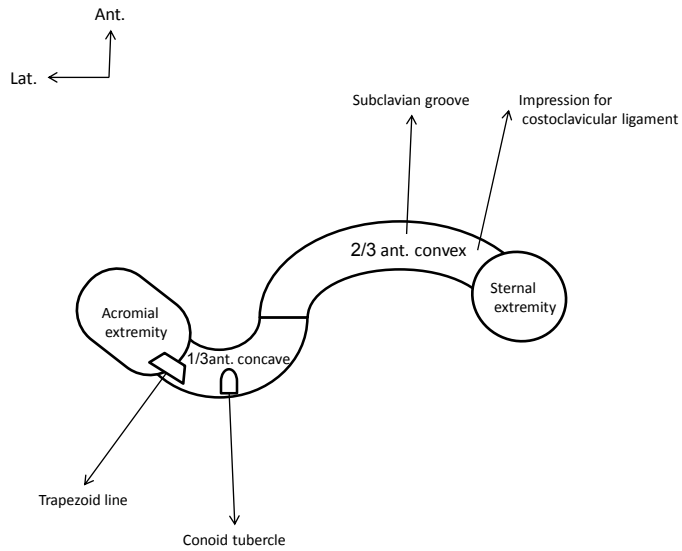 Ant.
Lat.
Subclavian groove
Impression for
costoclavicular ligament
2/3 ant. convex
Sternal
extremity
Acromial
extremity
1/3ant. concave
Trapezoid line
Conoid tubercle